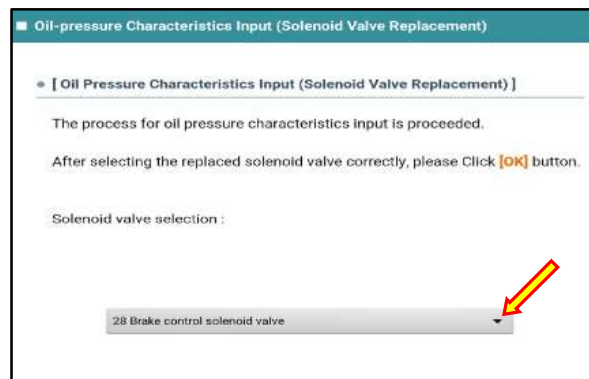 Oil-pressure Characteristics Input (Solenoid Valve Replacement)
[ Oil Pressure Characteristics Input (Solenoid Valve Replacement) ]
The process for oil pressure characteristics input is proceeded.
After selecting the replaced solenoid valve correctly, please Click [OK] button.
Solenoid valve selection :
28 Brake control solenoid valve